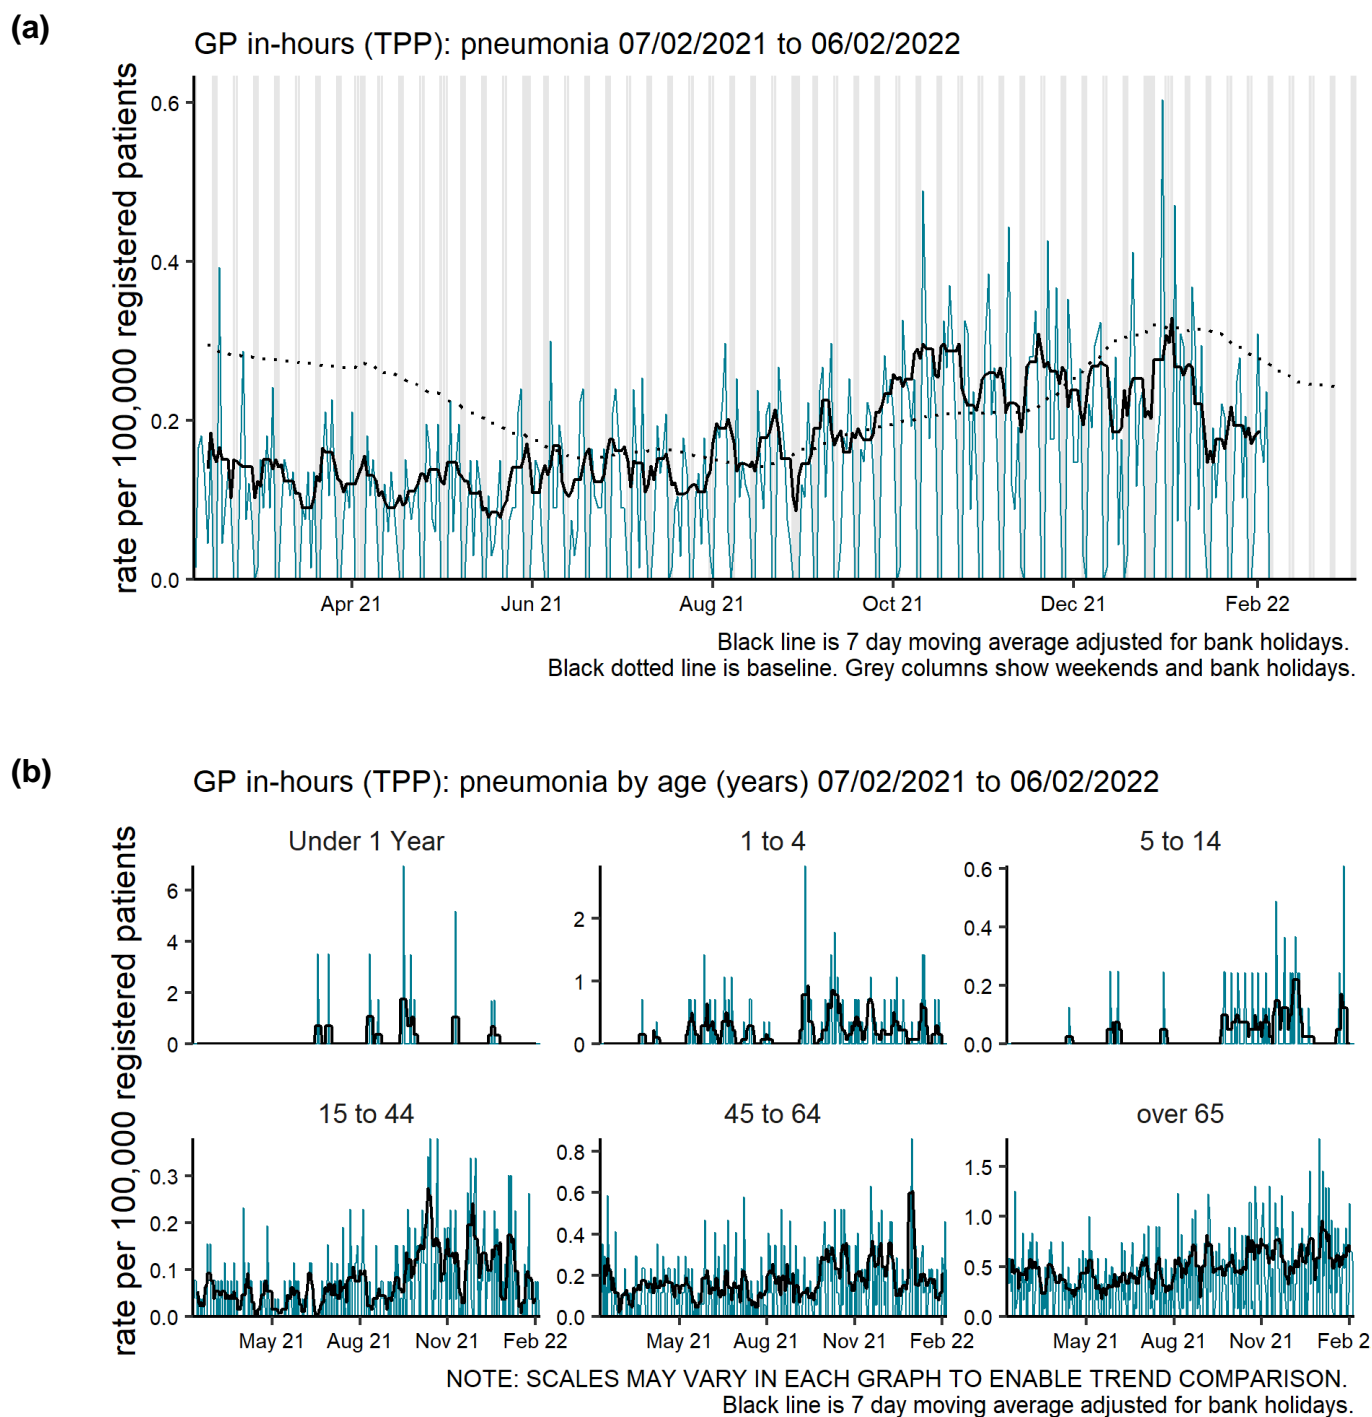 (a)
GP in-hours (TPP): pneumonia 07/02/2021 to 06/02/2022
rate per 100,000 registered patients
0.6
0.4
0.2
0.0
Apr 21 Jun 21 Aug 21 Oct 21 Dec 21 Feb 22
Black line is 7 day moving average adjusted for bank holidays.
Black dotted line is baseline. Grey columns show weekends and bank holidays.
(b)
GP in-hours (TPP): pneumonia by age (years) 07/02/2021 to 06/02/2022
rate per 100,000 registered patients
Under 1 Year
6
4
2
0
1 to 4
2
1
0
5 to 14
0.6
0.4
0.2
0.0
15 to 44
0.3
0.2
0.1
0.0
May 21 Aug 21 Nov 21 Feb 22
45 to 64
0.8
0.6
0.4
0.2
0.0
May 21 Aug 21 Nov 21 Feb 22
over 65
1.5
1.0
0.5
0.0
May 21 Aug 21 Nov 21 Feb 2
NOTE: SCALES MAY VARY IN EACH GRAPH TO ENABLE TREND COMPARISON.
Black line is 7 day moving average adjusted for bank holidays.